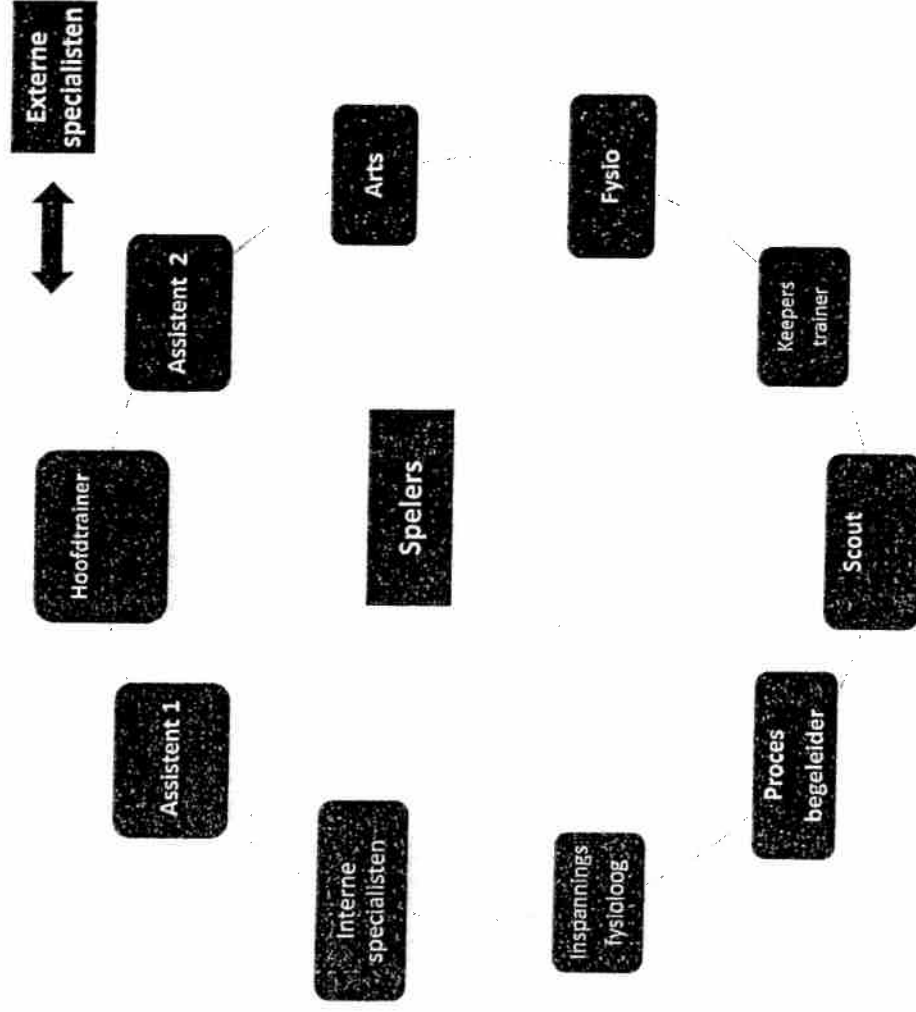 Externe
specialisten
Hoofdtrainer
Assistent 1
Assistent 2
Interne
specialisten
Arts
Spelers
Inspannings
fysioloog
Fysio
Proces
begeleider
Keepers
trainer
Scout